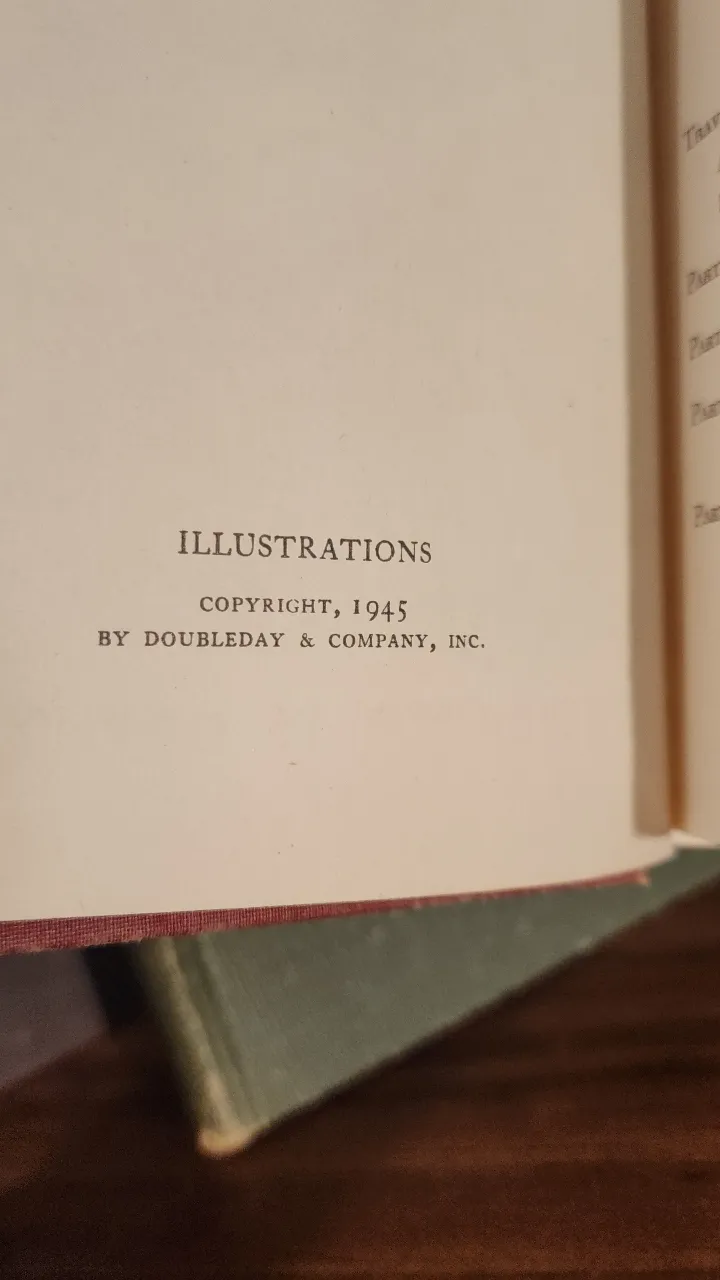 ILLUSTRATIONS
COPYRIGHT, 1945
BY DOUBLEDAY & COMPANY, INC.